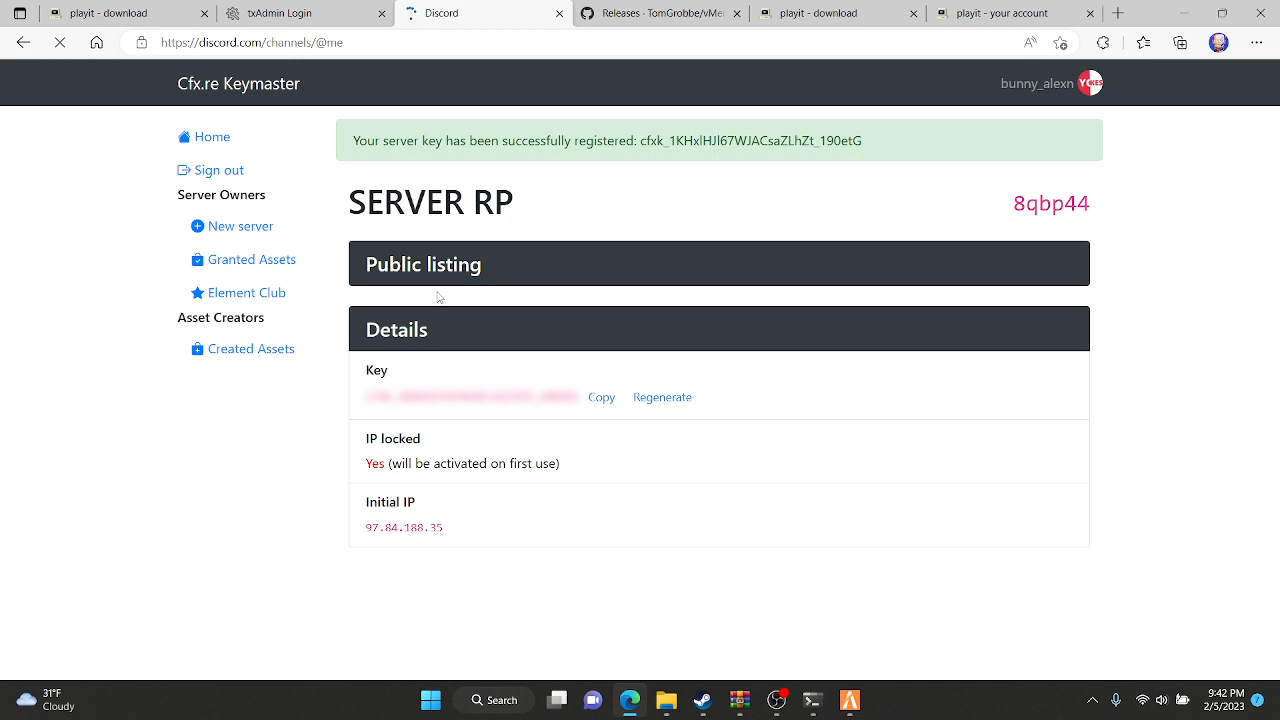 playit - download
txAdmin Login
Discord
Releases · TomGrobbe/vMe
playit - download
playit - your account
https://discord.com/channels/@me
Cfx.re Keymaster
bunny_alexn
YCKES
Home
Your server key has been successfully registered: cfxk_1KHxlHJl67WJACsaZLhZt_190etG
Sign out
Server Owners
SERVER RP
8qbp44
New server
Granted Assets
Public listing
Element Club
Asset Creators
Details
Created Assets
Key
Copy
Regenerate
IP locked
Yes (will be activated on first use)
Initial IP
97.84.188.35
31°F
Cloudy
Search
9:42 PM
2/5/2023
7